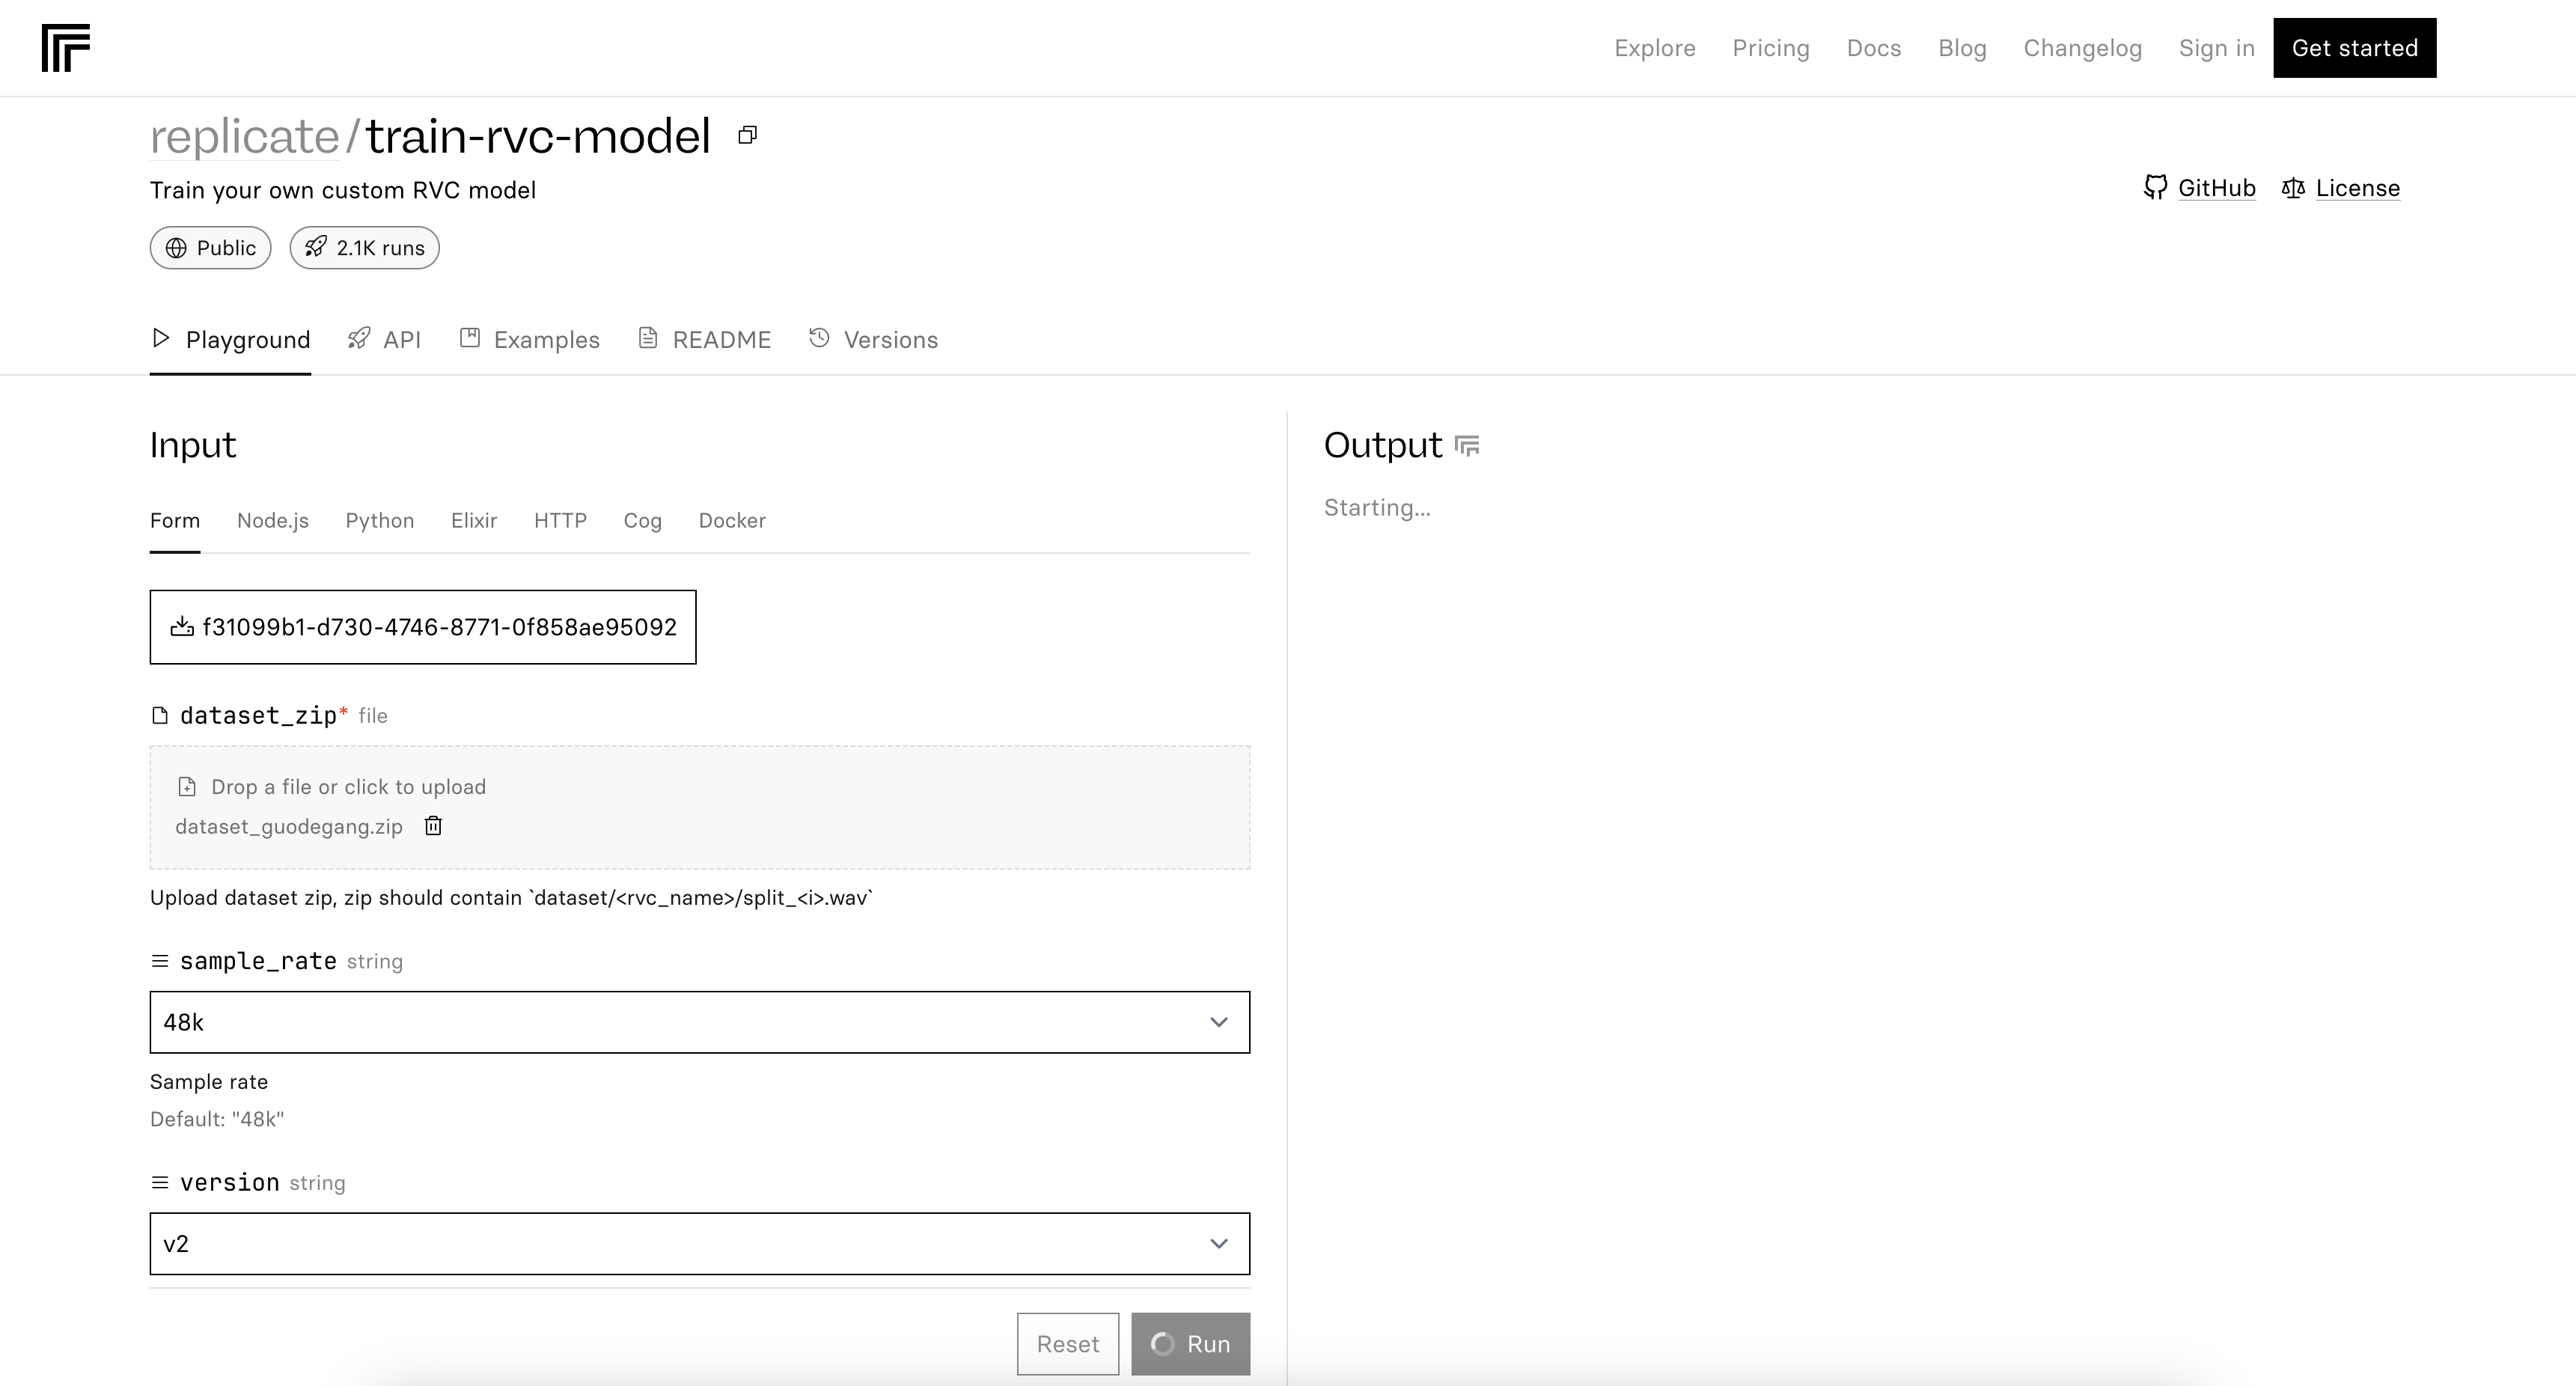 Explore Pricing Docs Blog Changelog Sign in Get started
replicate/train-rvc-model
Train your own custom RVC model
GitHub License
Public 2.1K runs
Playground API Examples README Versions
Input
Form Node.js Python Elixir HTTP Cog Docker
f31099b1-d730-4746-8771-0f858ae95092
dataset_zip* file
Drop a file or click to upload
dataset_guodegang.zip
Upload dataset zip, zip should contain `dataset/<rvc_name>/split_<i>.wav`
sample_rate string
48k
Sample rate
Default: "48k"
version string
v2
Reset Run
Output
Starting...